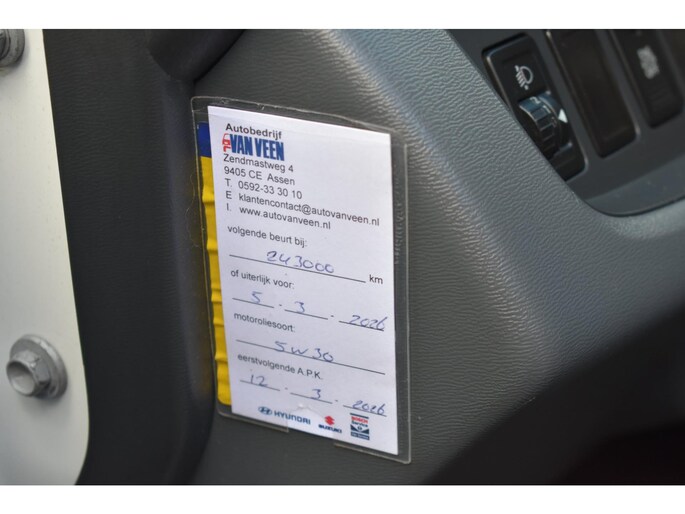 Autobedrijf
VAN VEEN
Zendmastweg 4
9405 CE Assen
T. 0592-33 30 10
E klantencontact@autovanveen.nl
I. www.autovanveen.nl
volgende beurt bij:
243000 km
of uiterlijk voor:
5 . 3 . 2026
motoroliesoort:
5W30
eerstvolgende A.P.K.
12 . 3 . 2026
HYUNDAI SUZUKI